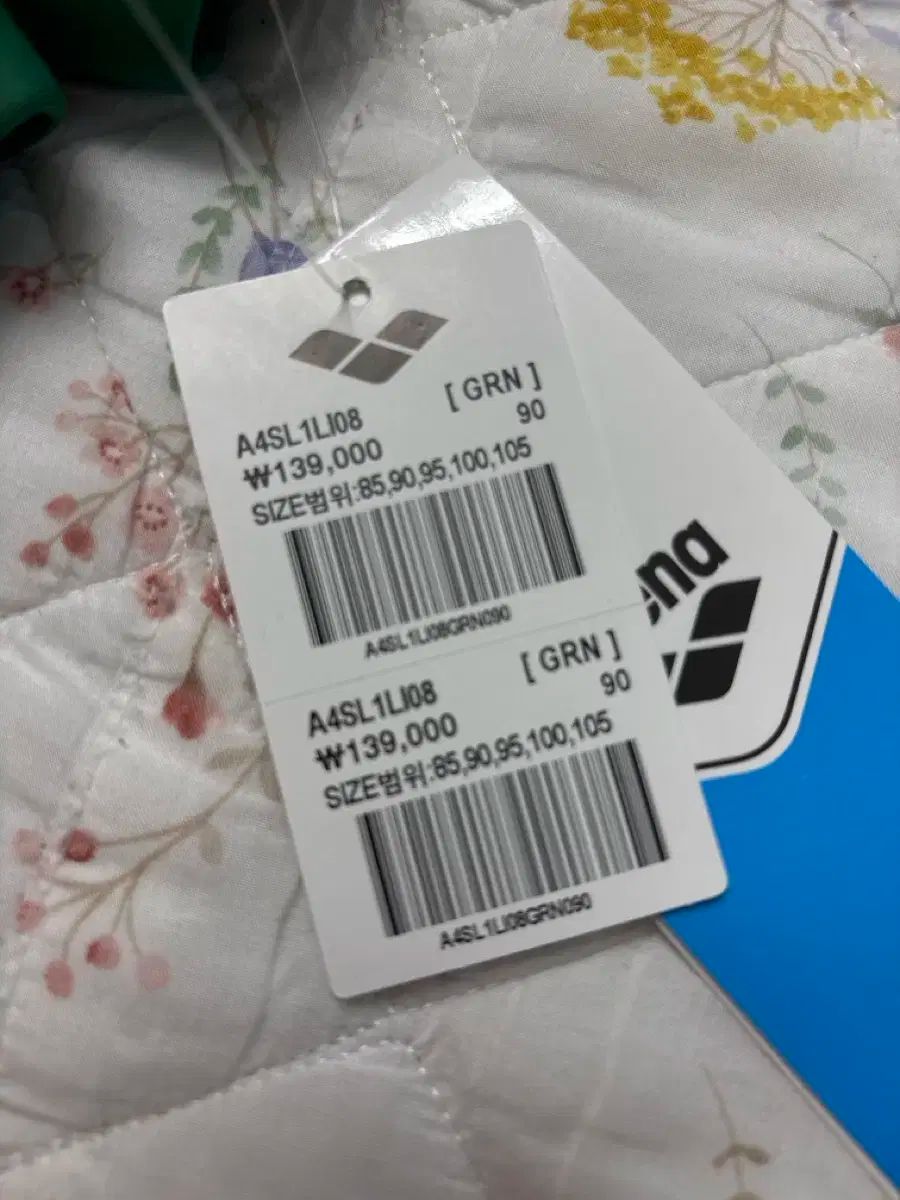 A4SL1LI08 [ GRN ]
₩139,000 90
SIZE범위:85,90,95,100,105
A4SL1LI08GRN090
A4SL1LI08 [ GRN ]
₩139,000 90
SIZE범위:85,90,95,100,105
A4SL1LI08GRN090
ena